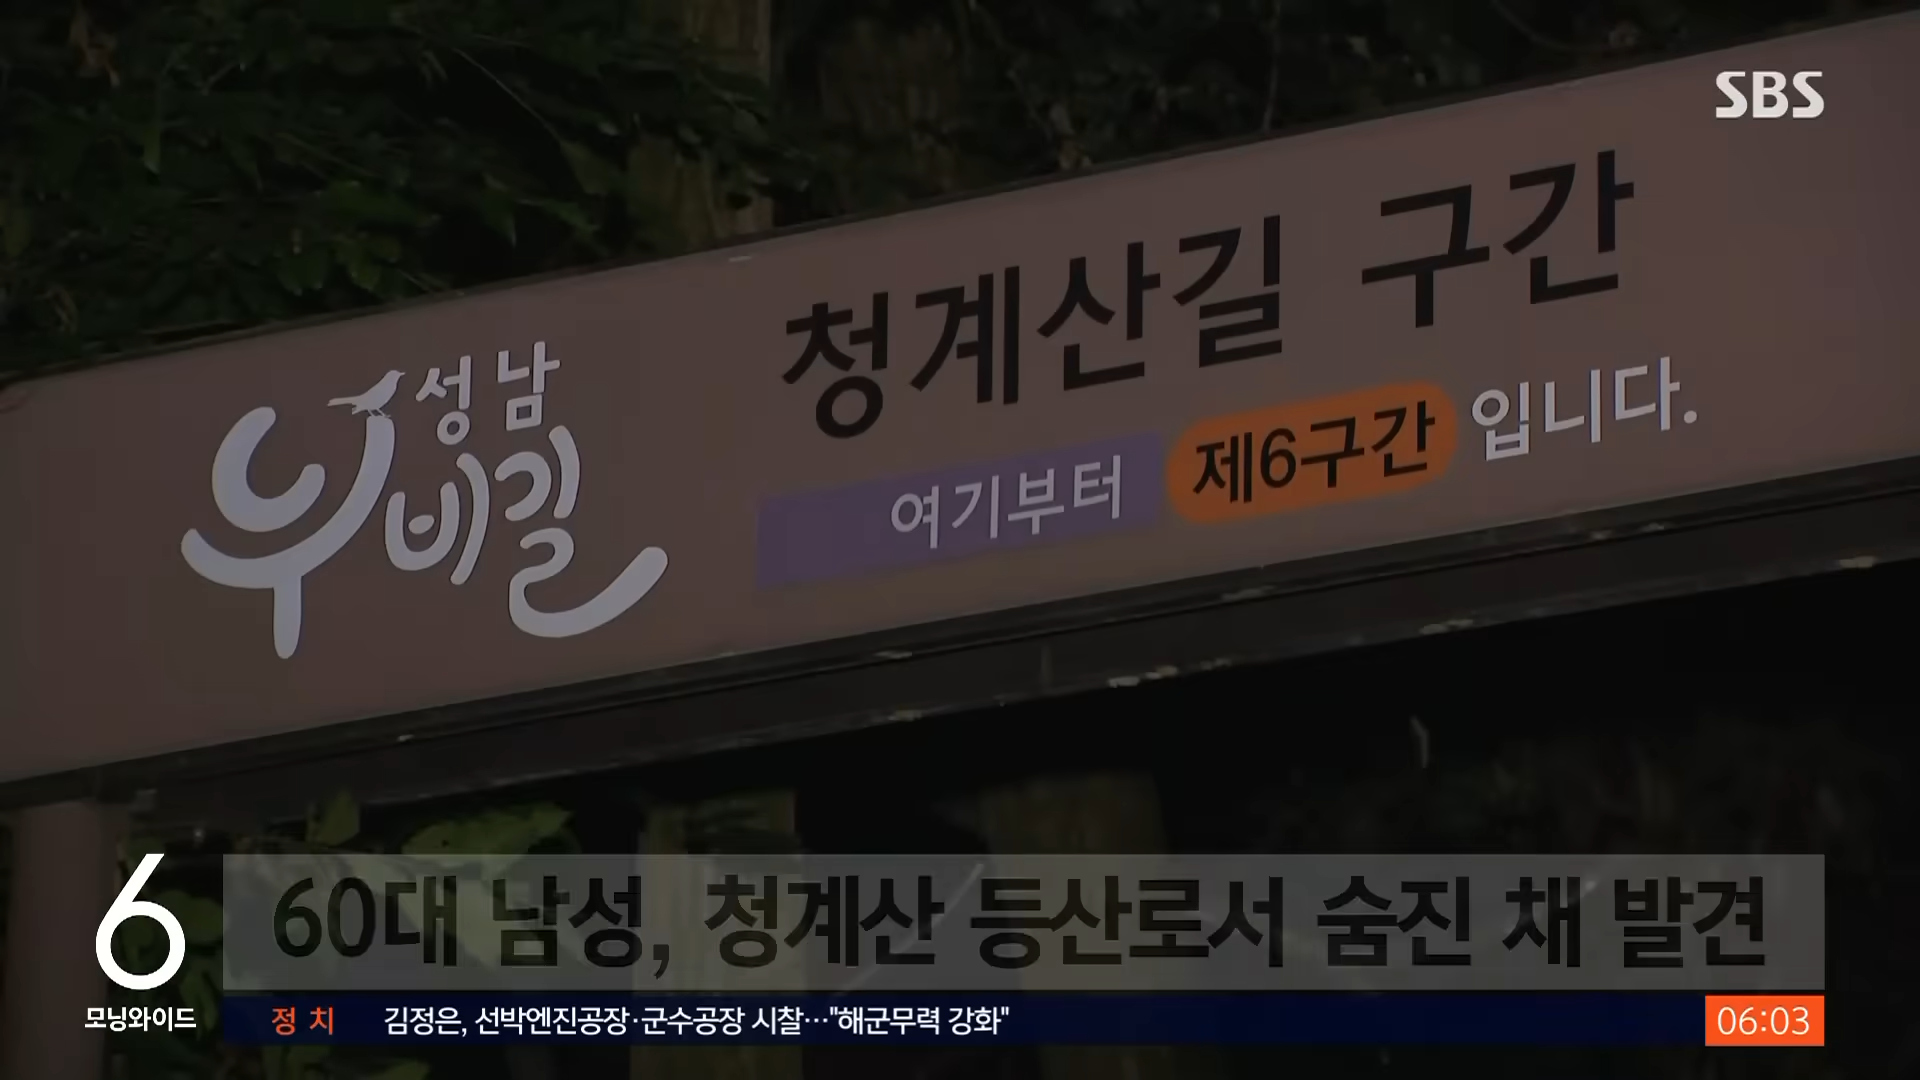 SBS
성남
누비길
청계산길 구간
여기부터 제6구간 입니다.
6
모닝와이드
60대 남성, 청계산 등산로서 숨진 채 발견
정치 김정은, 선박엔진공장·군수공장 시찰…"해군무력 강화"
06:03